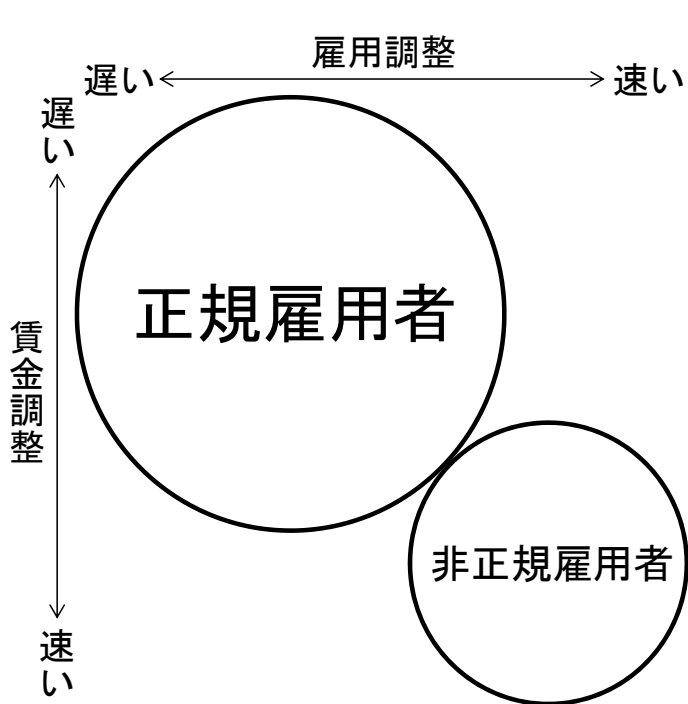 雇用調整
遅い
速い
遅い
正規雇用者
賃金調整
非正規雇用者
速い